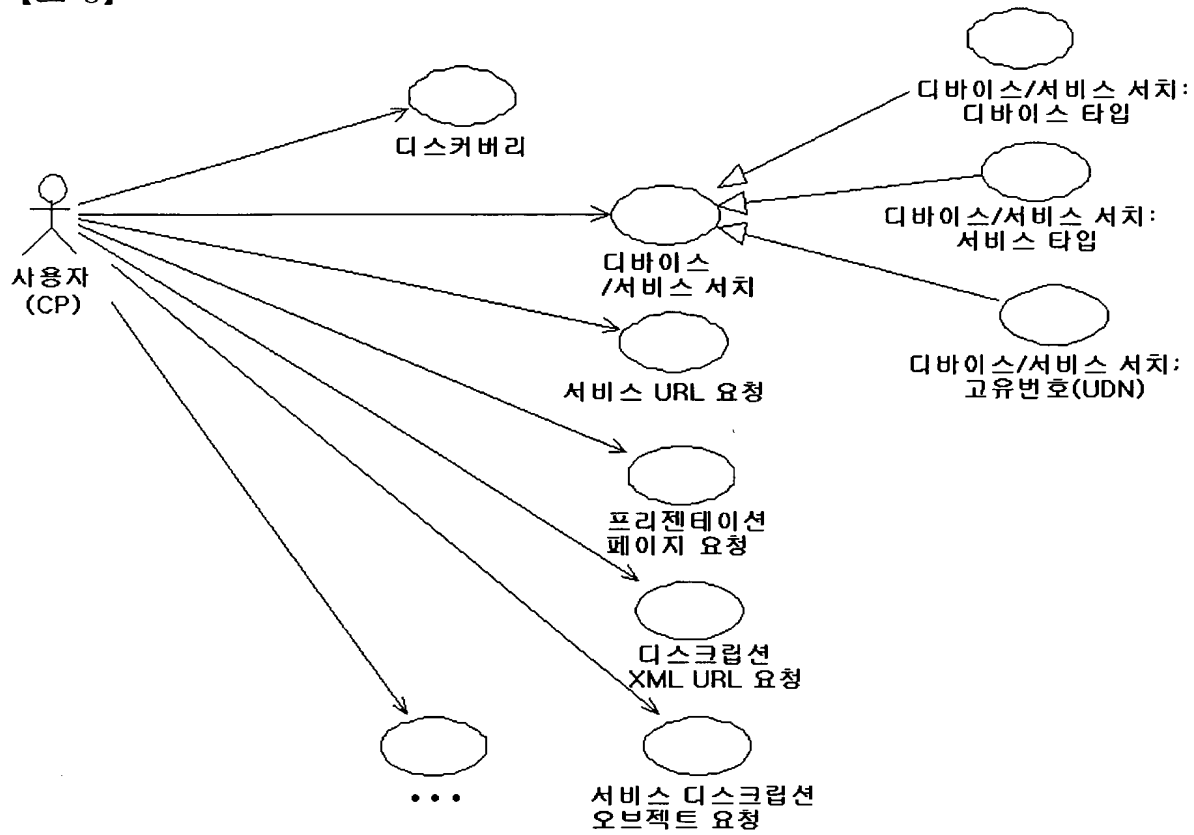 디스커버리
디바이스/서비스 서치:
디바이스 타입
디바이스/서비스 서치:
서비스 타입
사용자
(CP)
디바이스
/서비스 서치
디바이스/서비스 서치;
고유번호(UDN)
서비스 URL 요청
프리젠테이션
페이지 요청
디스크립션
XML URL 요청
• • •
서비스 디스크립션
오브젝트 요청